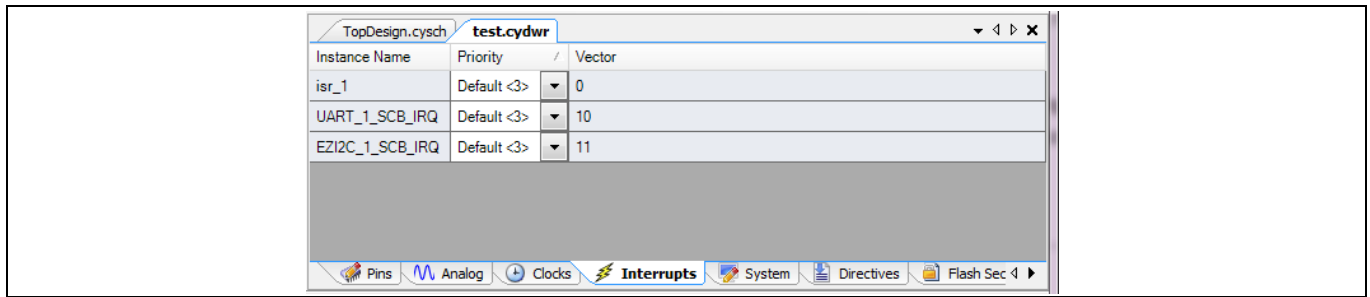 TopDesign.cysch test.cydwr
Instance Name Priority Vector
isr_1 Default <3> 0
UART_1_SCB_IRQ Default <3> 10
EZI2C_1_SCB_IRQ Default <3> 11
Pins Analog Clocks Interrupts System Directives Flash Sec